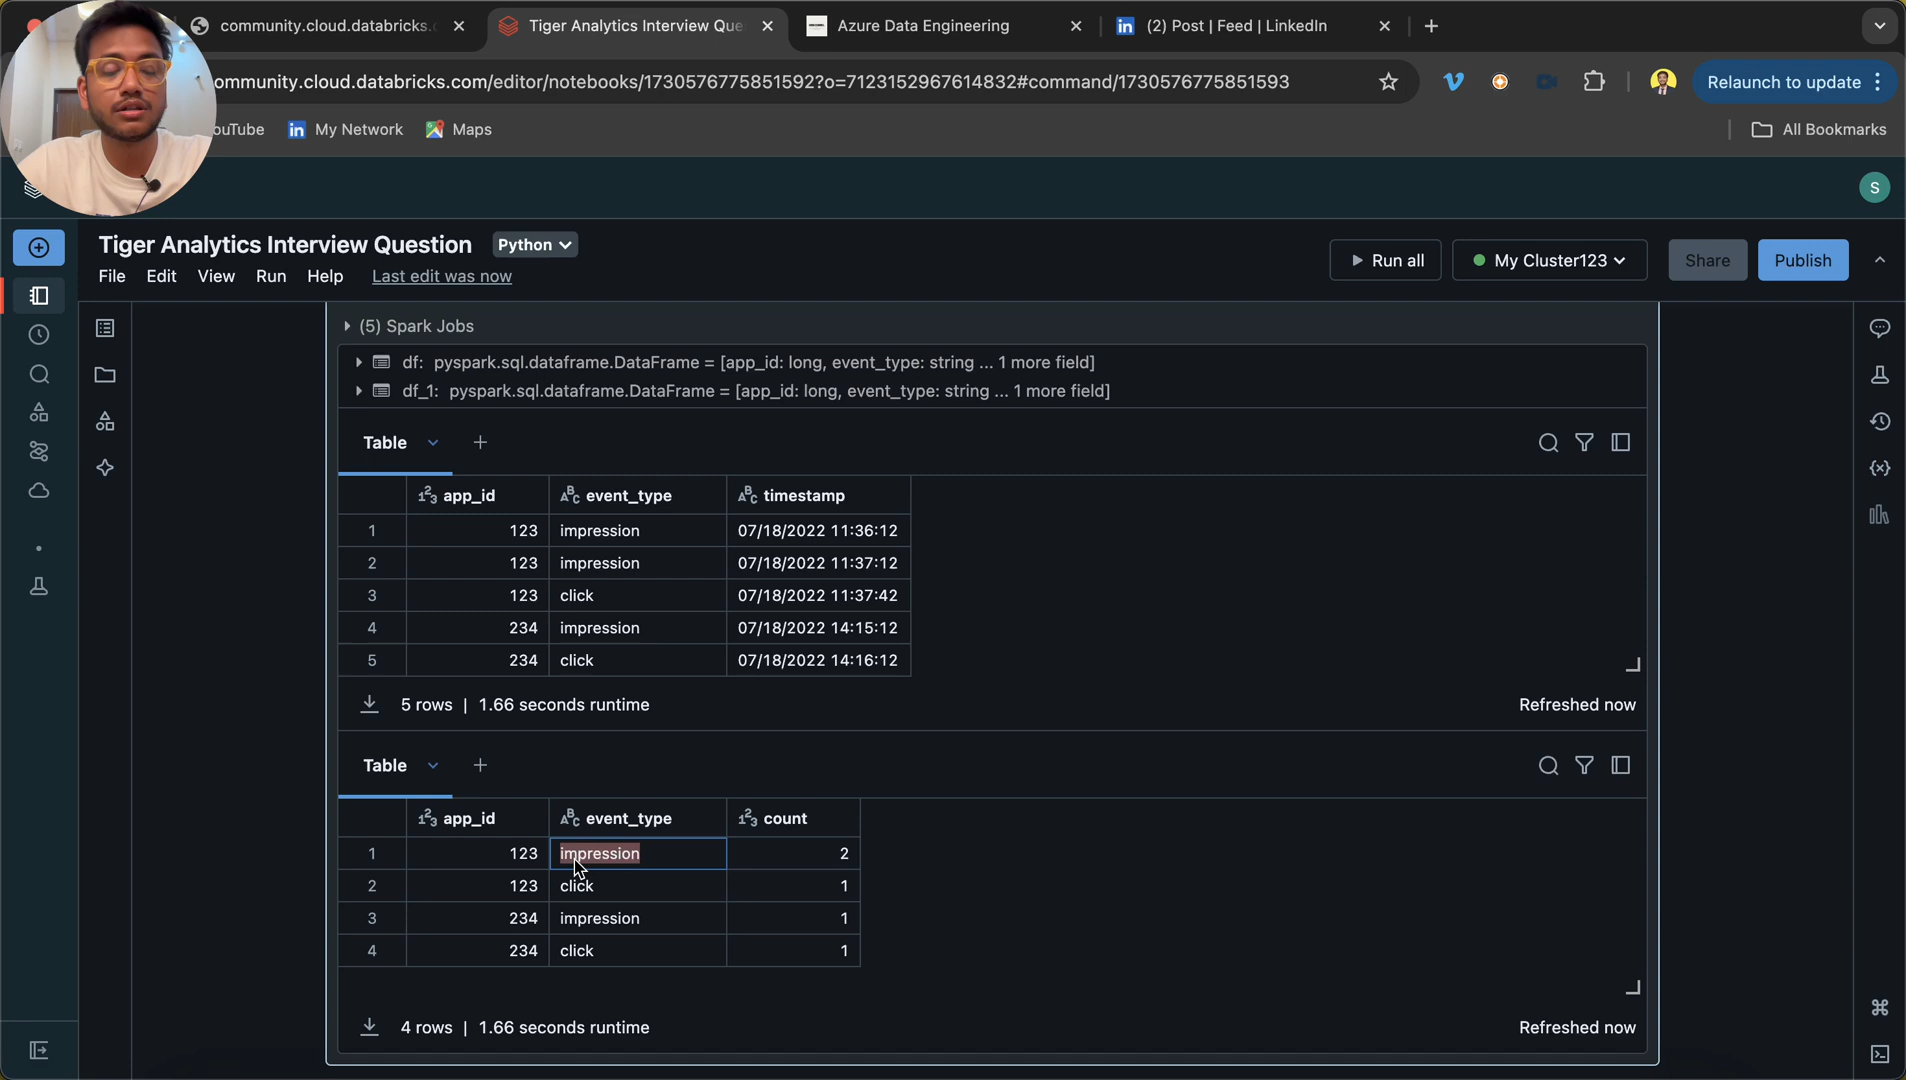 community.cloud.databricks.c
Tiger Analytics Interview Que
Azure Data Engineering
(2) Post | Feed | LinkedIn
ommunity.cloud.databricks.com/editor/notebooks/1730576775851592?o=7123152967614832#command/1730576775851593
Relaunch to update
ouTube
My Network
Maps
All Bookmarks
S
Tiger Analytics Interview Question
Python
File Edit View Run Help Last edit was now
Run all
My Cluster123
Share
Publish
(5) Spark Jobs
df: pyspark.sql.dataframe.DataFrame = [app_id: long, event_type: string ... 1 more field]
df_1: pyspark.sql.dataframe.DataFrame = [app_id: long, event_type: string ... 1 more field]
Table
app_id event_type timestamp
1 123 impression 07/18/2022 11:36:12
2 123 impression 07/18/2022 11:37:12
3 123 click 07/18/2022 11:37:42
4 234 impression 07/18/2022 14:15:12
5 234 click 07/18/2022 14:16:12
5 rows | 1.66 seconds runtime
Refreshed now
Table
app_id event_type count
1 123 impression 2
2 123 click 1
3 234 impression 1
4 234 click 1
4 rows | 1.66 seconds runtime
Refreshed now